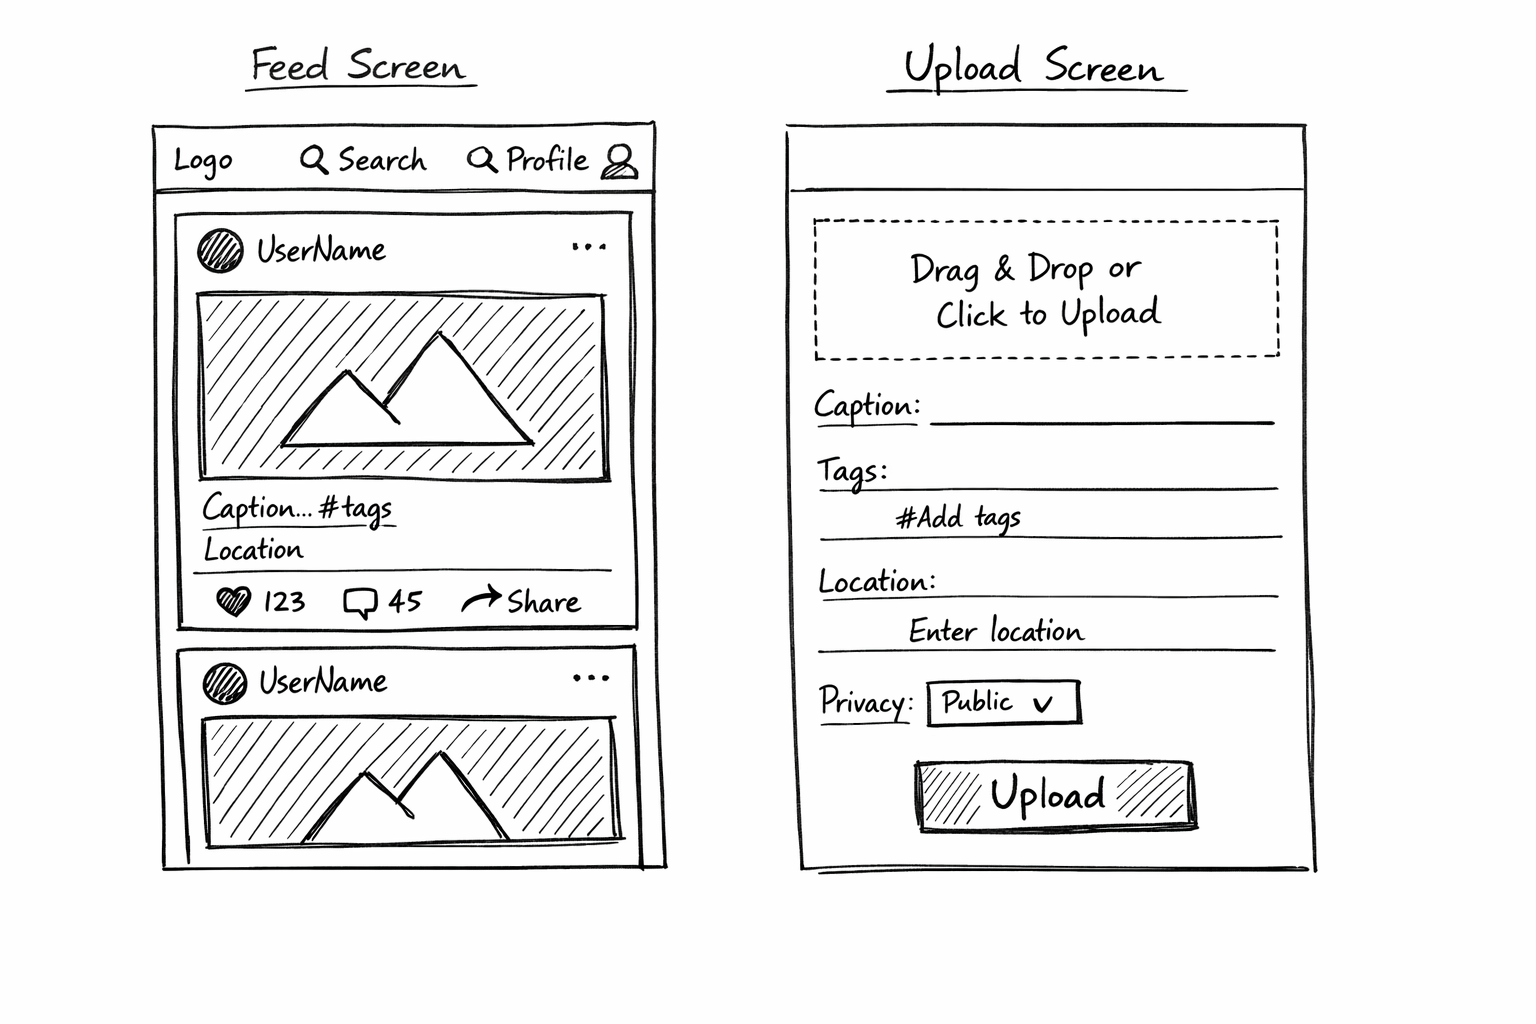 Feed Screen
Logo Search Profile
UserName ...
Caption... #tags
Location
123 45 Share
UserName ...
Upload Screen
Drag & Drop or
Click to Upload
Caption:
Tags:
#Add tags
Location:
Enter location
Privacy: Public
Upload